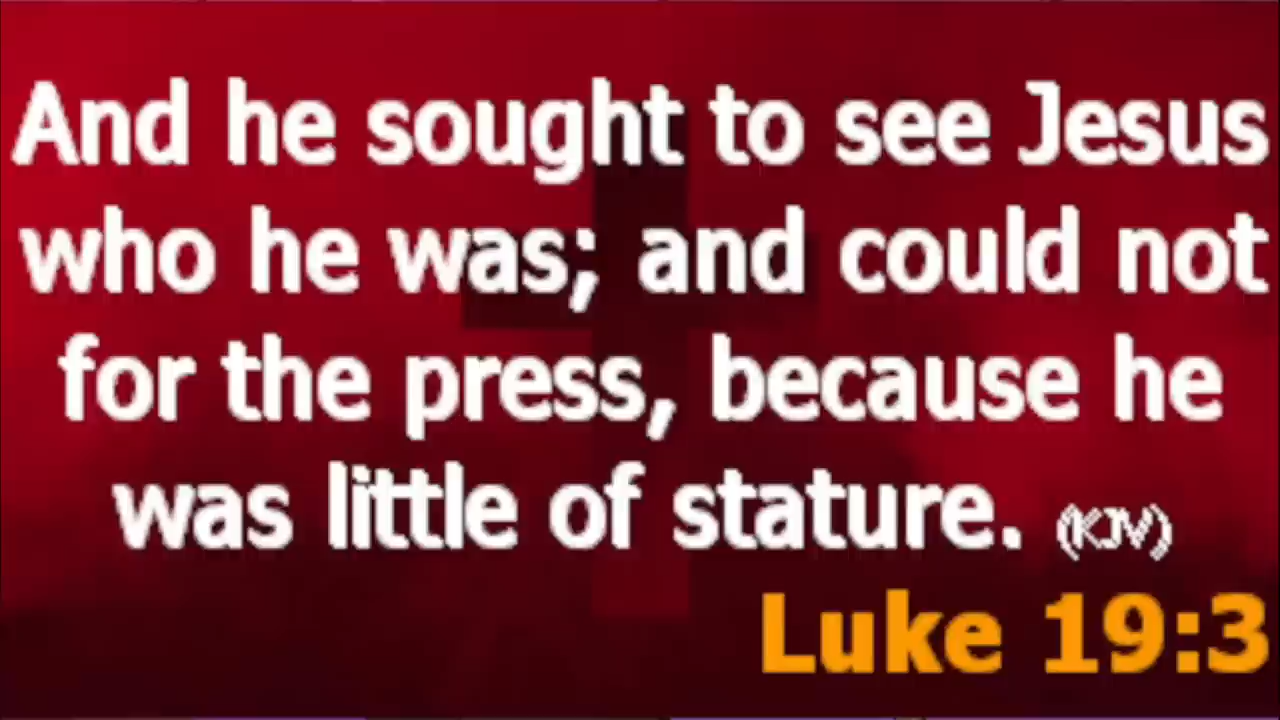 And he sought to see Jesus
who he was; and could not
for the press, because he
was little of stature. (KJV)
Luke 19:3